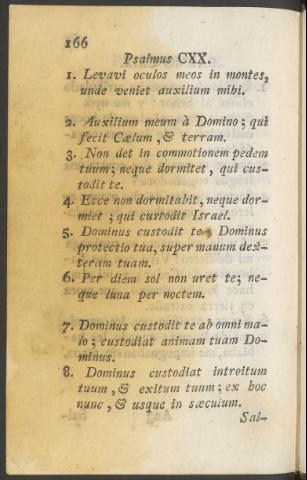 166
Psalmus CXX.
1. Levavi oculos meos in montes,
unde veniet auxilium mihi.
2. Auxilium meum à Domino; qui
fecit Cælum, & terram.
3. Non det in commotionem pedem
tuum; neque dormitet, qui cus-
todit te.
4. Ecce non dormitabit, neque dor-
miet; qui custodit Israel.
5. Dominus custodit te Dominus
protectio tua, super manum dex-
teram tuam.
6. Per diem sol non uret te; ne-
que luna per noctem.
7. Dominus custodit te ab omni ma-
lo; custodiat animam tuam Do-
minus.
8. Dominus custodiat introitum
tuum, & exitum tuum; ex hoc
nunc, & usque in sæculum.
Sal-